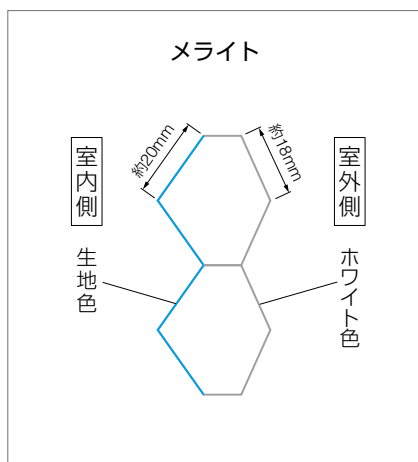 メライト
約20mm
約18mm
室内側
室外側
生地色
ホワイト色